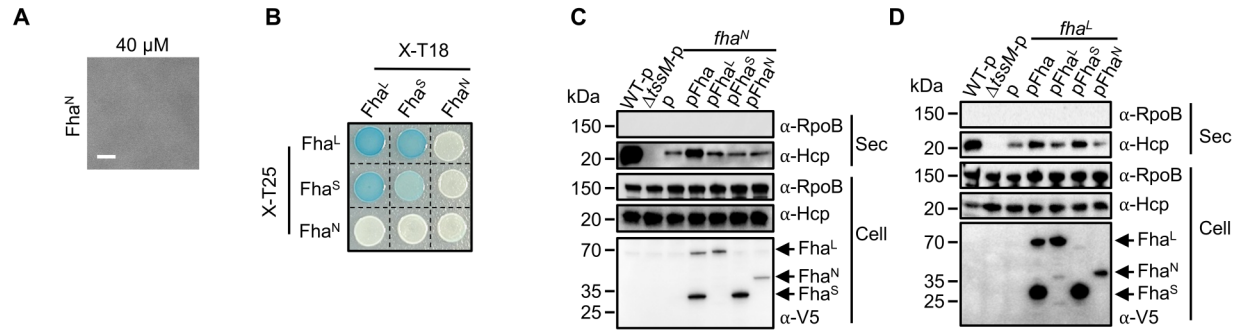 A
40 μM
Fha^N
B
X-T18
Fha^L
Fha^S
Fha^N
X-T25
Fha^L
Fha^S
Fha^N
C
fha^N
WT-p
ΔtssM-p
p
pFha
pFha^L
pFha^S
pFha^N
kDa
150
α-RpoB
Sec
20
α-Hcp
150
α-RpoB
20
α-Hcp
Cell
70
Fha^L
Fha^N
35
Fha^S
25
α-V5
D
fha^L
WT-p
ΔtssM-p
p
pFha
pFha^L
pFha^S
pFha^N
kDa
150
α-RpoB
Sec
20
α-Hcp
150
α-RpoB
20
α-Hcp
Cell
70
Fha^L
Fha^N
35
Fha^S
25
α-V5